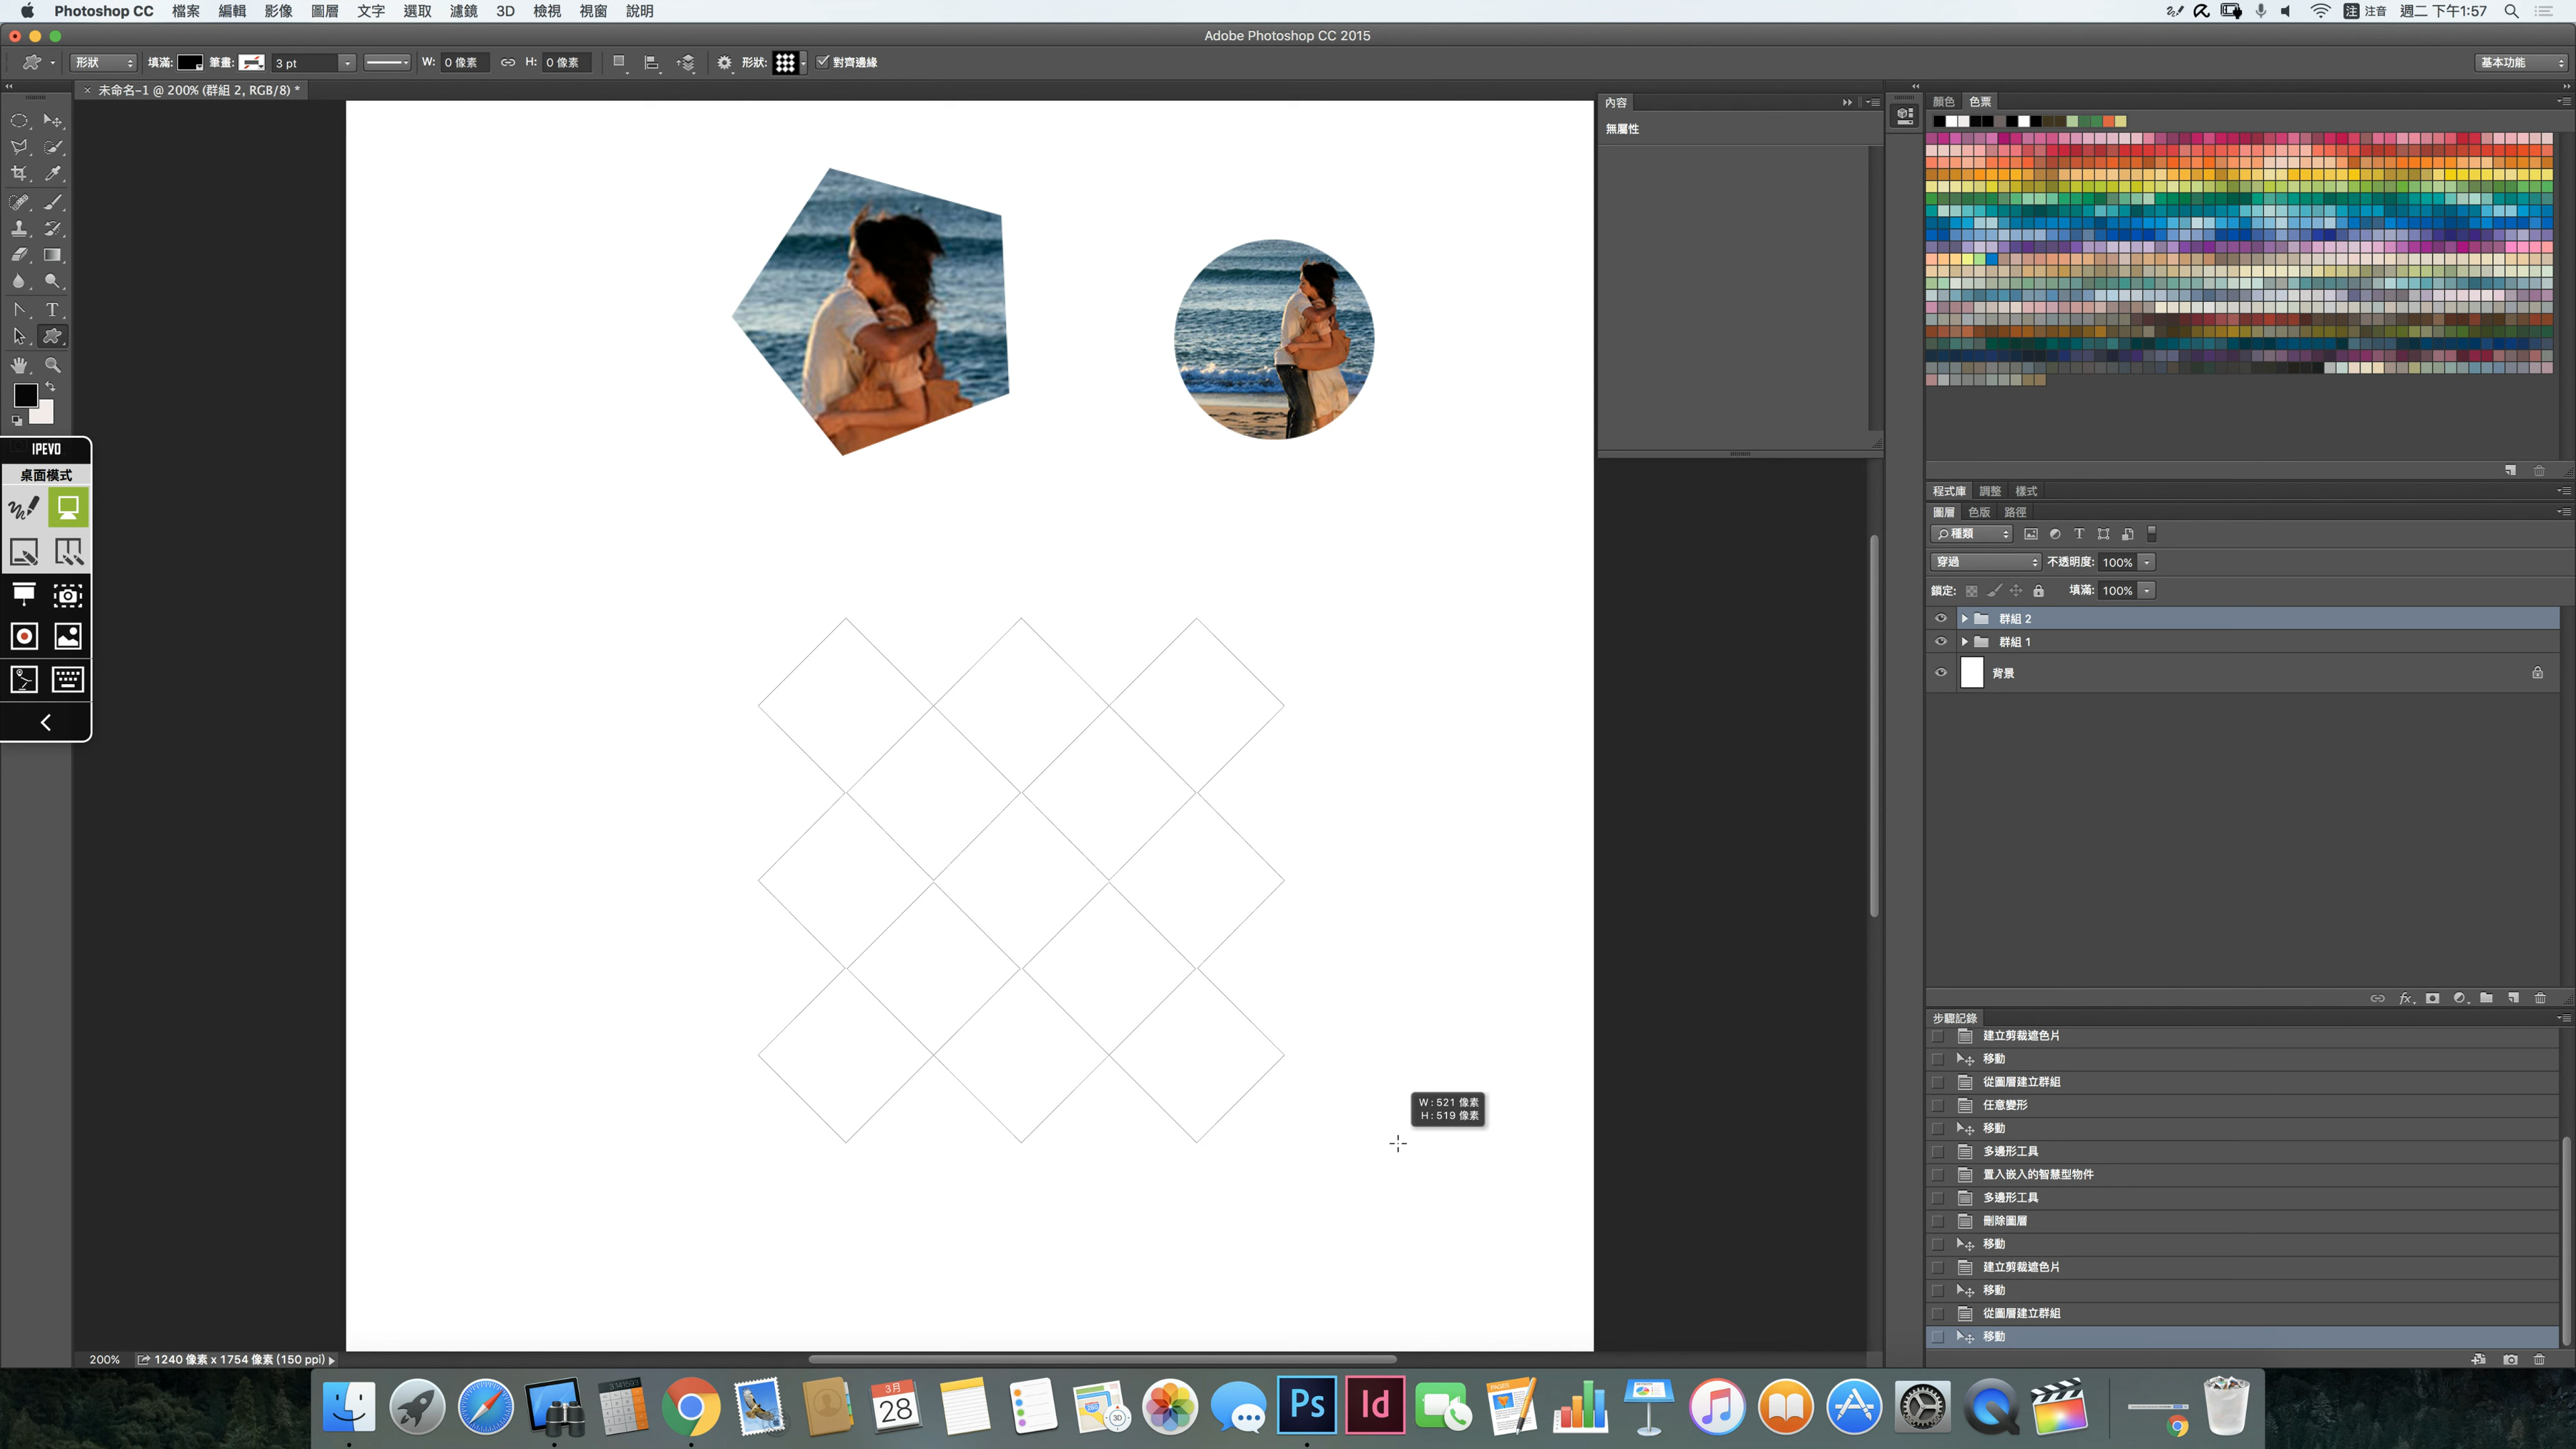 Photoshop CC 檔案 編輯 影像 圖層 文字 選取 濾鏡 3D 檢視 視窗 說明 注 注音 週二 下午1:57
Adobe Photoshop CC 2015
形狀 填滿: 筆畫: 3 pt W: 0 像素 H: 0 像素 形狀: 對齊邊緣 基本功能
× 未命名-1 @ 200% (群組 2, RGB/8) *
內容
無屬性
顏色 色票
IPEVO
桌面模式
程式庫 調整 樣式
圖層 色版 路徑
種類 T
穿過 不透明度: 100%
鎖定: 填滿: 100%
群組 2
群組 1
背景
fx
步驟記錄
建立剪裁遮色片
移動
從圖層建立群組
任意變形
移動
多邊形工具
置入嵌入的智慧型物件
多邊形工具
刪除圖層
移動
建立剪裁遮色片
移動
從圖層建立群組
移動
W: 521 像素
H: 519 像素
200% 1240 像素 x 1754 像素 (150 ppi)
3月
28
Ps
Id
PAGES
3D